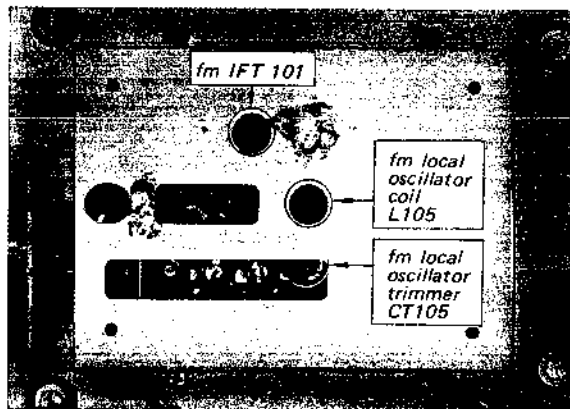 fm IFT 101
fm local
oscillator
coil
L105
fm local
oscillator
trimmer
CT105